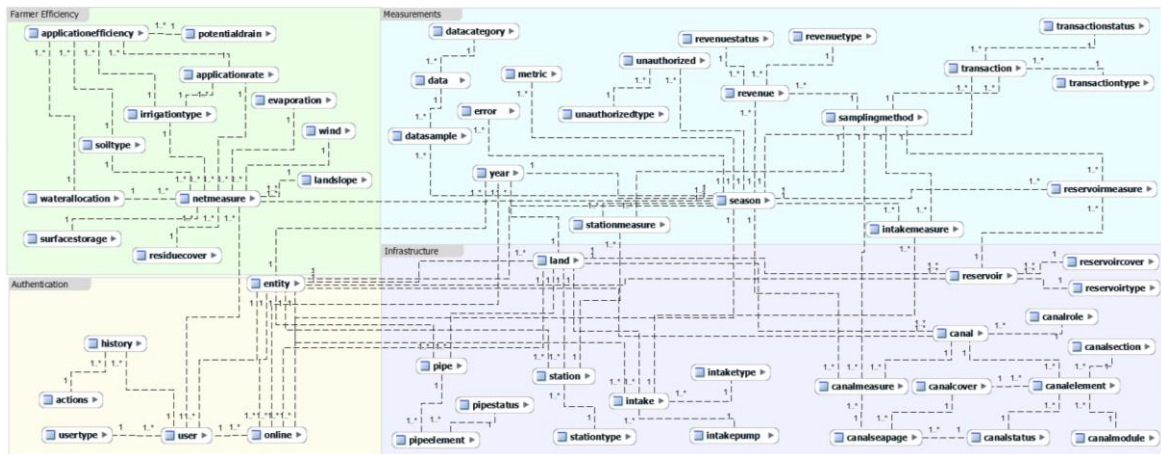 Farmer Efficiency
applicationefficiency
potentialdrain
applicationrate
evaporation
irrigationtype
wind
soiltype
landslope
waterallocation
netmeasure
surfacestorage
residuecover
Measurements
datacategory
revenuestatus
revenuetype
transactionstatus
unauthorized
data
metric
transaction
transactiontype
revenue
error
unauthorizedtype
samplingmethod
datasample
year
reservoirmeasure
season
stationmeasure
intakemeasure
Infrastructure
land
reservoir
reservoircover
reservoirtype
entity
canal
canalrole
canalsection
pipe
station
intaketype
canalmeasure
canalcover
canalelement
intake
pipestatus
pipeelement
stationtype
intakepump
canalseapage
canalstatus
canalmodule
Authentication
history
actions
usertype
user
online